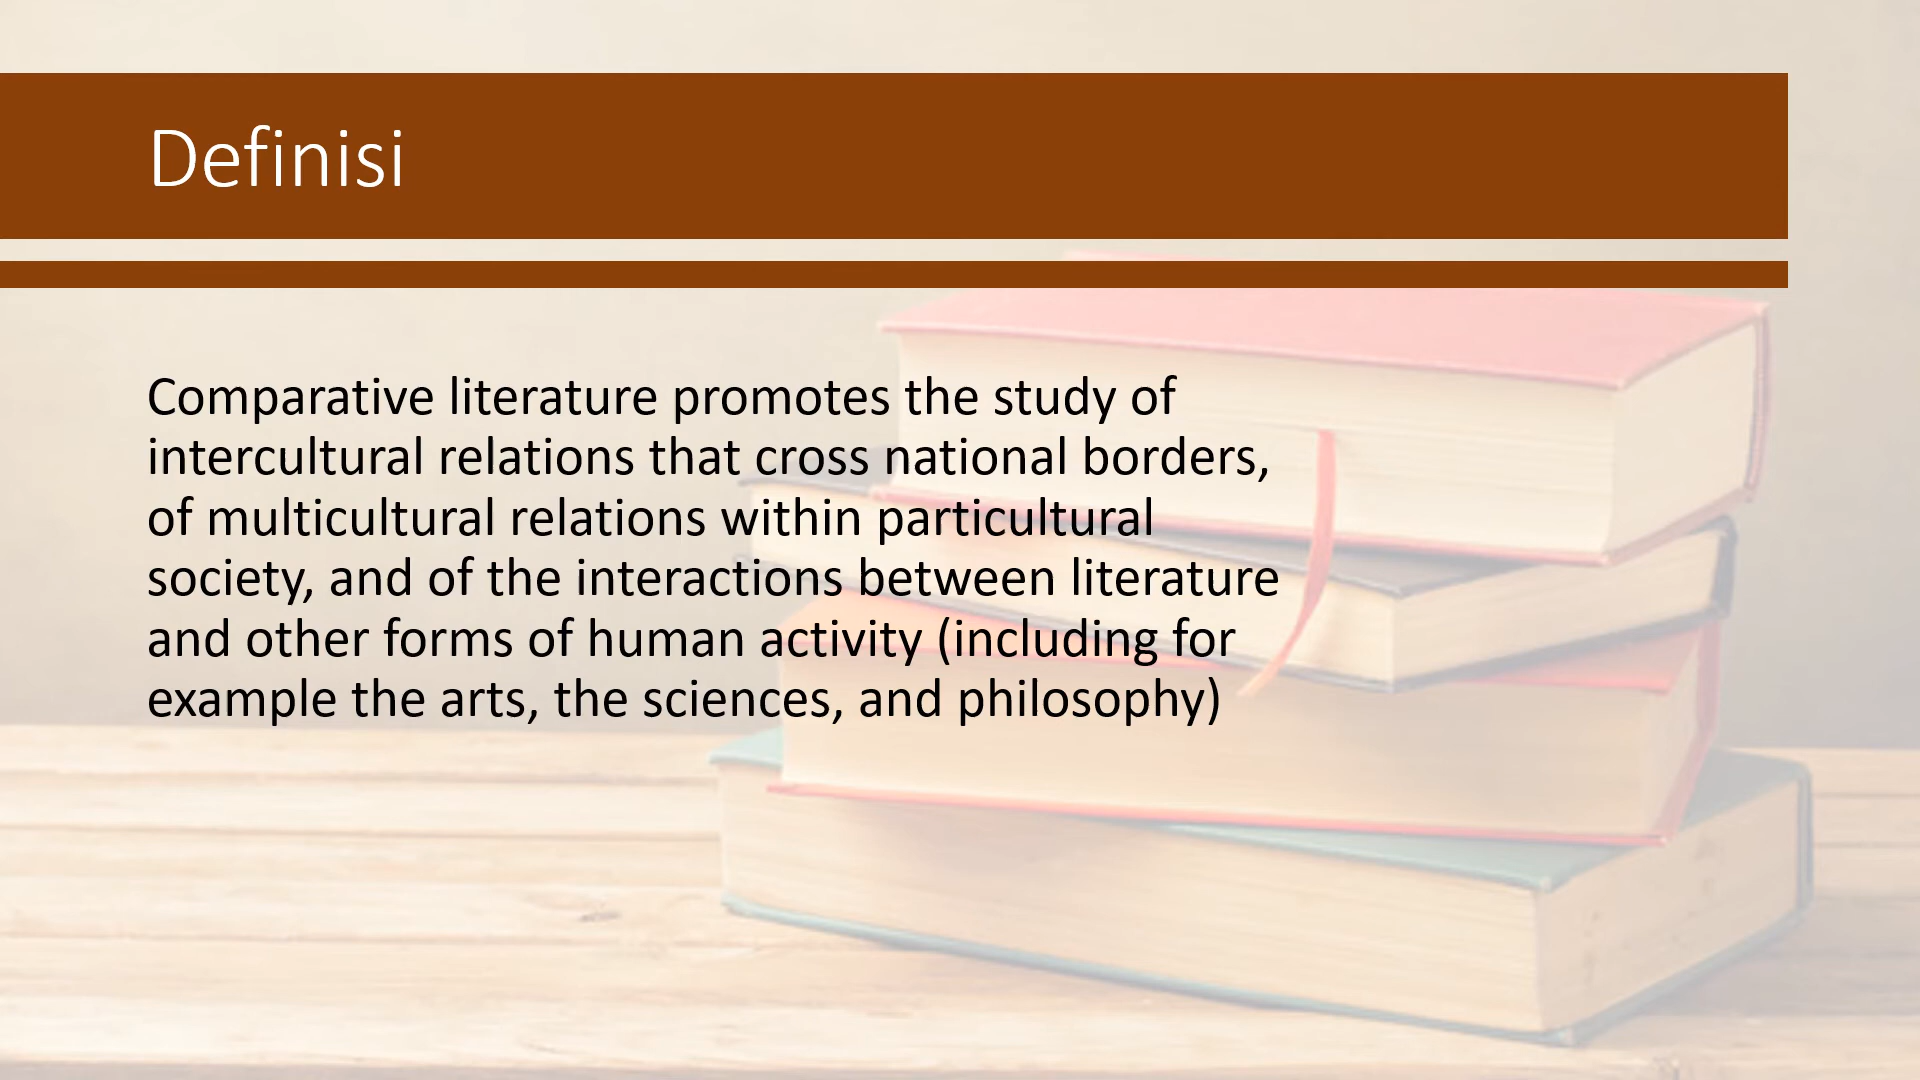 Definisi
Comparative literature promotes the study of
intercultural relations that cross national borders,
of multicultural relations within particultural
society, and of the interactions between literature
and other forms of human activity (including for
example the arts, the sciences, and philosophy)